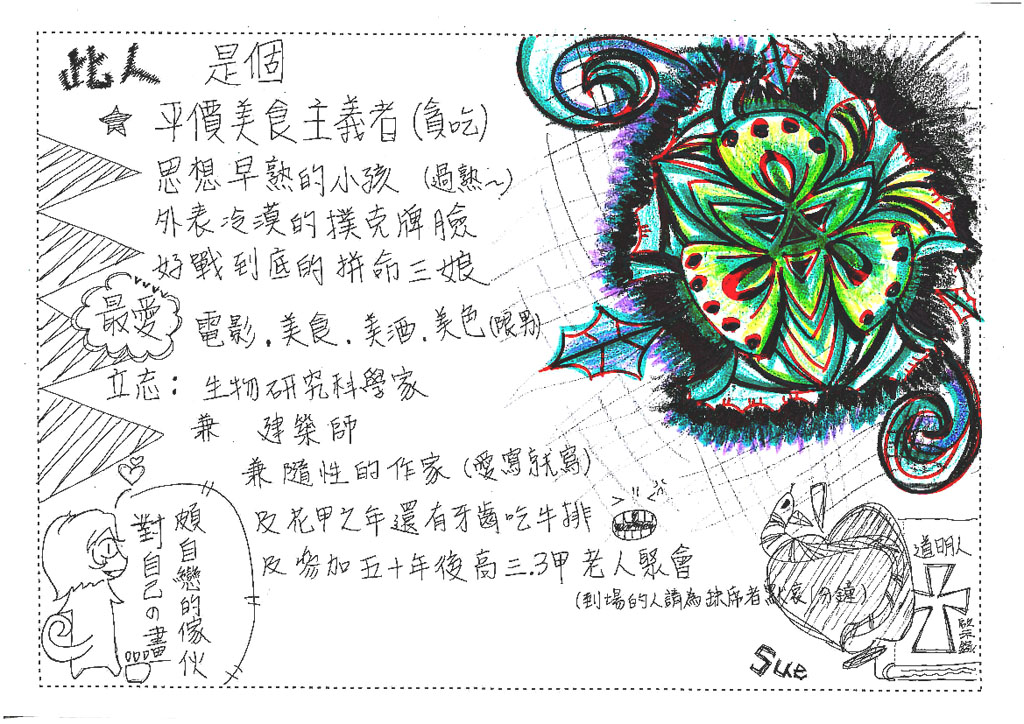 此人 是個
平價美食主義者(貪吃)
思想早熟的小孩 (過熟~)
外表冷漠的撲克牌臉
好戰到底的拼命三娘
最愛
電影.美食.美酒.美色(限男)
立志: 生物研究科學家
兼 建築師
兼隨性的作家 (愛寫就寫)
及花甲之年還有牙齒吃牛排
及參加五十年後高三.3甲老人聚會
(到場的人請為缺席者默哀1分鐘)
頗自戀的傢伙
對自己の畫
道明人
啟示錄
Sue